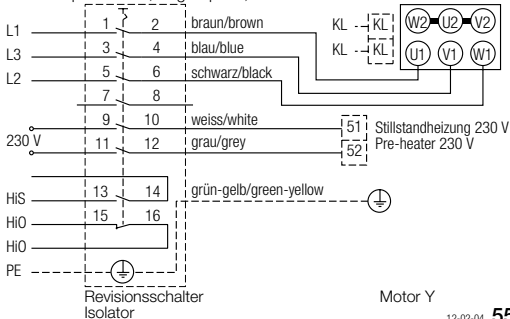 L1 1 2 braun/brown KL KL W2 U2 V2
L3 3 4 blau/blue KL KL U1 V1 W1
L2 5 6 schwarz/black
7 8
9 10 weiss/white 51 Stillstandheizung 230 V
230 V 11 12 grau/grey 52 Pre-heater 230 V
HiS 13 14 grün-gelb/green-yellow
HiO 15 16
HiO
PE
Revisionsschalter Motor Y
Isolator 12-02-04 55